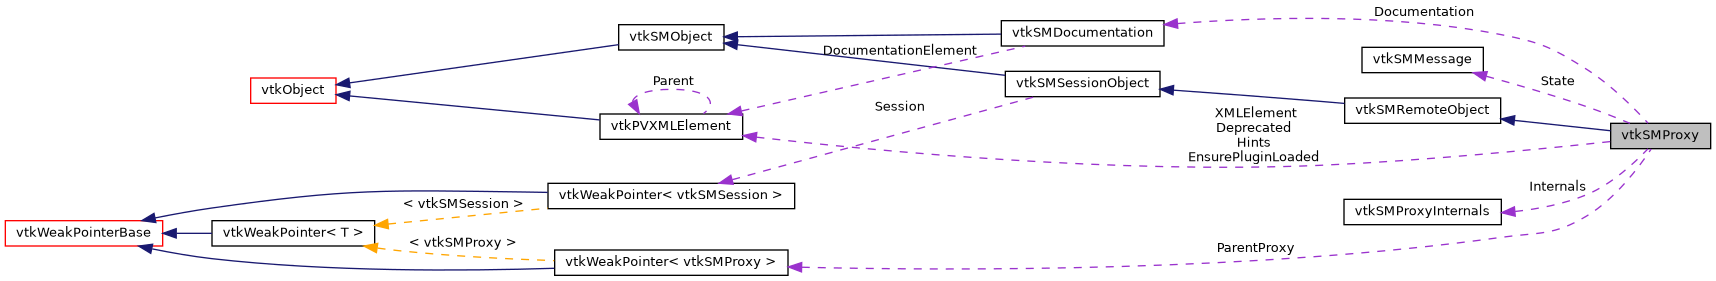 Documentation
vtkSMDocumentation
vtkSMObject
DocumentationElement
vtkSMMessage
vtkObject
Parent
vtkSMSessionObject
State
Session
vtkSMRemoteObject
vtkPVXMLElement
XMLElement
Deprecated
Hints
EnsurePluginLoaded
vtkSMProxy
vtkWeakPointer< vtkSMSession >
Internals
< vtkSMSession >
vtkSMProxyInternals
vtkWeakPointerBase
vtkWeakPointer< T >
< vtkSMProxy >
ParentProxy
vtkWeakPointer< vtkSMProxy >